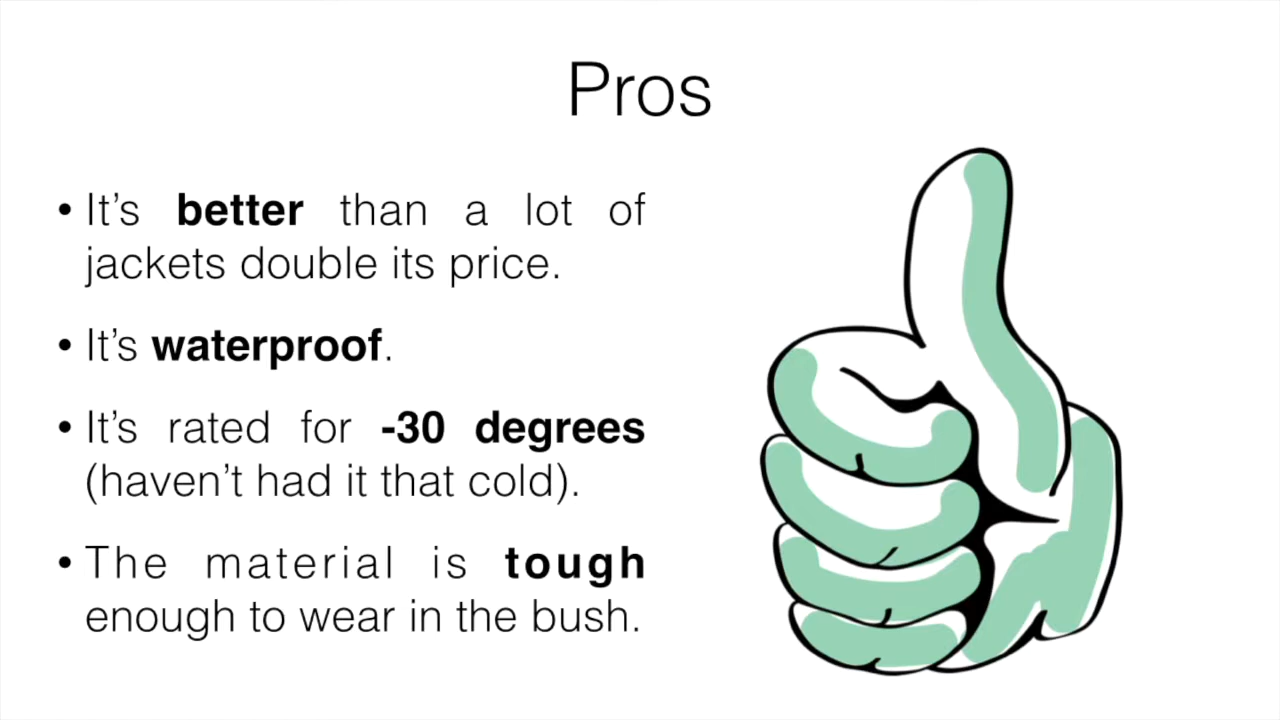 Pros
• It’s better than a lot of
jackets double its price.
• It’s waterproof.
• It’s rated for -30 degrees
(haven’t had it that cold).
• The material is tough
enough to wear in the bush.